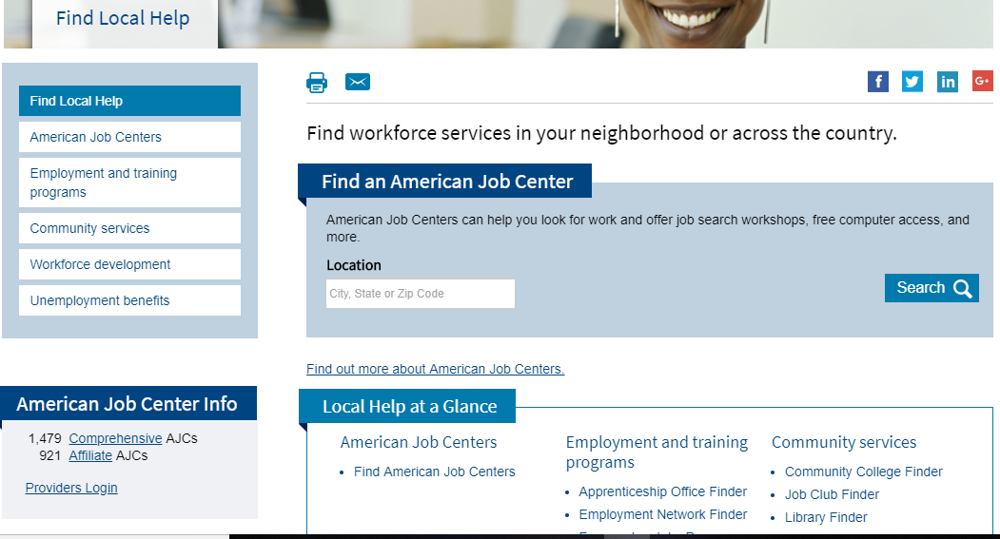 Find Local Help
Find Local Help
American Job Centers
Employment and training
programs
Community services
Workforce development
Unemployment benefits
American Job Center Info
1,479 Comprehensive AJCs
921 Affiliate AJCs
Providers Login
f
in
G+
Find workforce services in your neighborhood or across the country.
Find an American Job Center
American Job Centers can help you look for work and offer job search workshops, free computer access, and
more.
Location
City, State or Zip Code
Search
Find out more about American Job Centers.
Local Help at a Glance
American Job Centers
• Find American Job Centers
Employment and training
programs
• Apprenticeship Office Finder
• Employment Network Finder
Community services
• Community College Finder
• Job Club Finder
• Library Finder